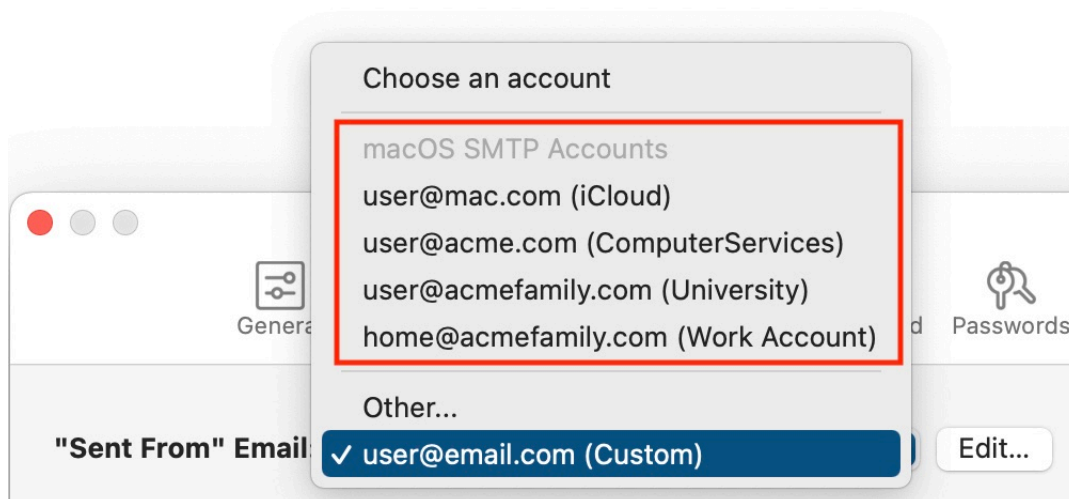 Choose an account
macOS SMTP Accounts
user@mac.com (iCloud)
user@acme.com (ComputerServices)
user@acmefamily.com (University)
home@acmefamily.com (Work Account)
Passwords
Other...
"Sent From" Email:
✓ user@email.com (Custom)
Edit...